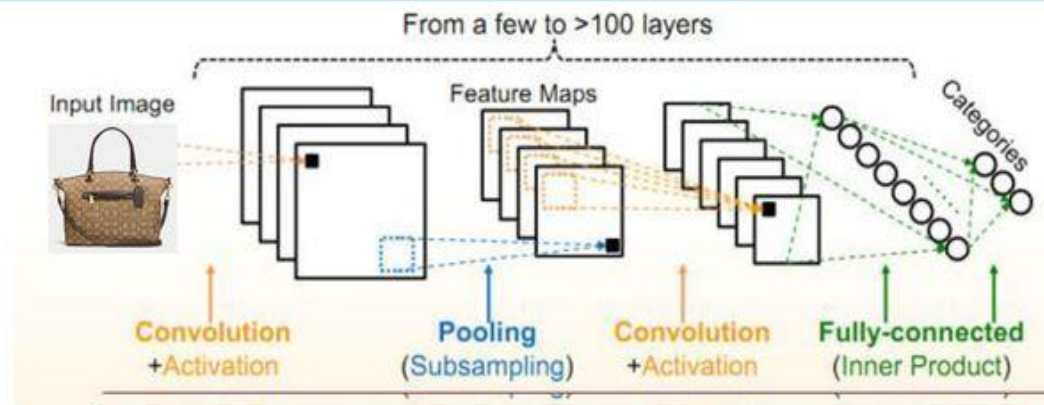 From a few to >100 layers
Input Image
Feature Maps
Categories
Convolution
+Activation
Pooling
(Subsampling)
Convolution
+Activation
Fully-connected
(Inner Product)